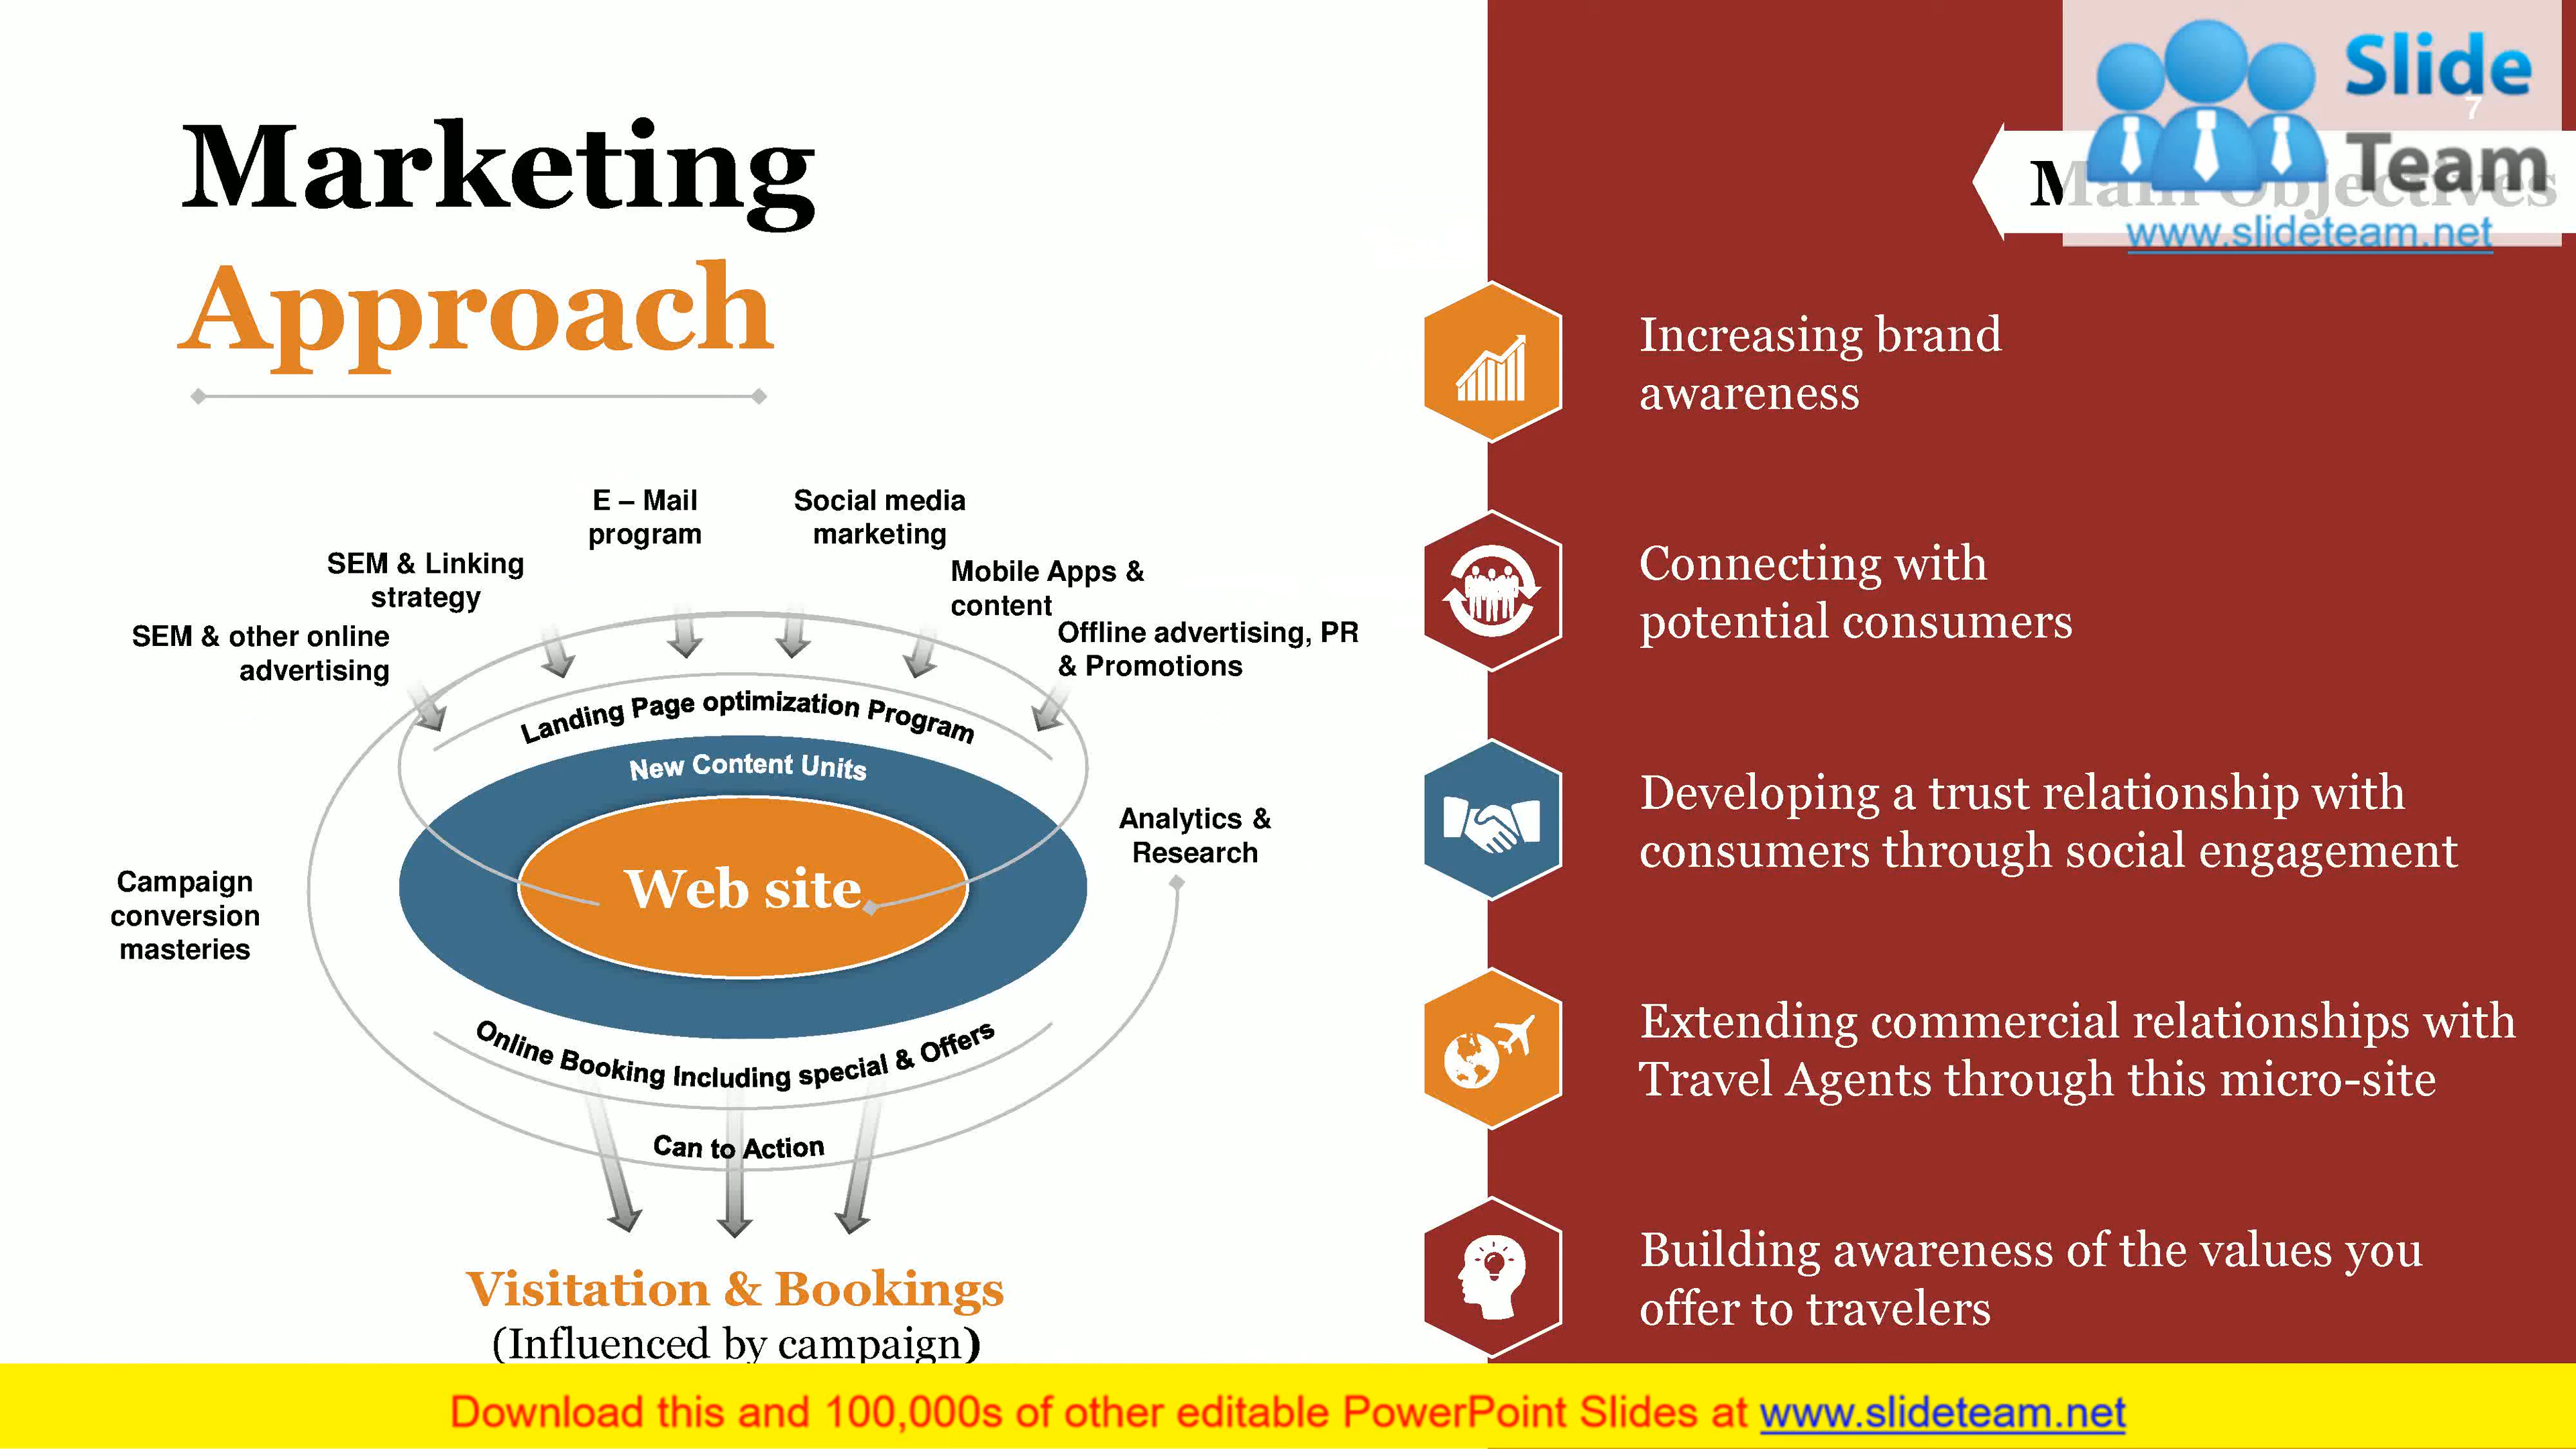 Marketing
Approach
E – Mail
program
Social media
marketing
SEM & Linking
strategy
Mobile Apps &
content
SEM & other online
advertising
Offline advertising, PR
& Promotions
Landing Page optimization Program
New Content Units
Web site
Analytics &
Research
Campaign
conversion
masteries
Online Booking Including special & Offers
Can to Action
Visitation & Bookings
(Influenced by campaign)
Slide
7
Team
Main Objectives
www.slideteam.net
Increasing brand
awareness
Connecting with
potential consumers
Developing a trust relationship with
consumers through social engagement
Extending commercial relationships with
Travel Agents through this micro-site
Building awareness of the values you
offer to travelers
Download this and 100,000s of other editable PowerPoint Slides at www.slideteam.net